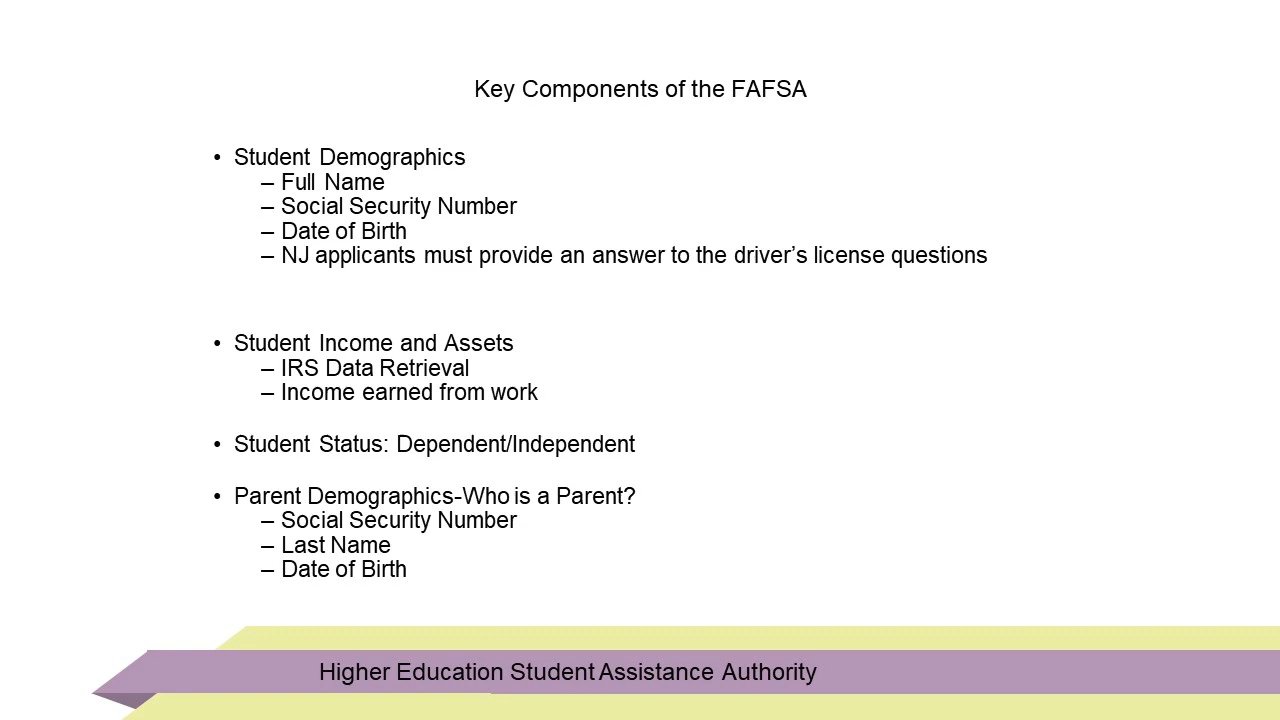 Key Components of the FAFSA
• Student Demographics
– Full Name
– Social Security Number
– Date of Birth
– NJ applicants must provide an answer to the driver’s license questions
• Student Income and Assets
– IRS Data Retrieval
– Income earned from work
• Student Status: Dependent/Independent
• Parent Demographics-Who is a Parent?
– Social Security Number
– Last Name
– Date of Birth
Higher Education Student Assistance Authority